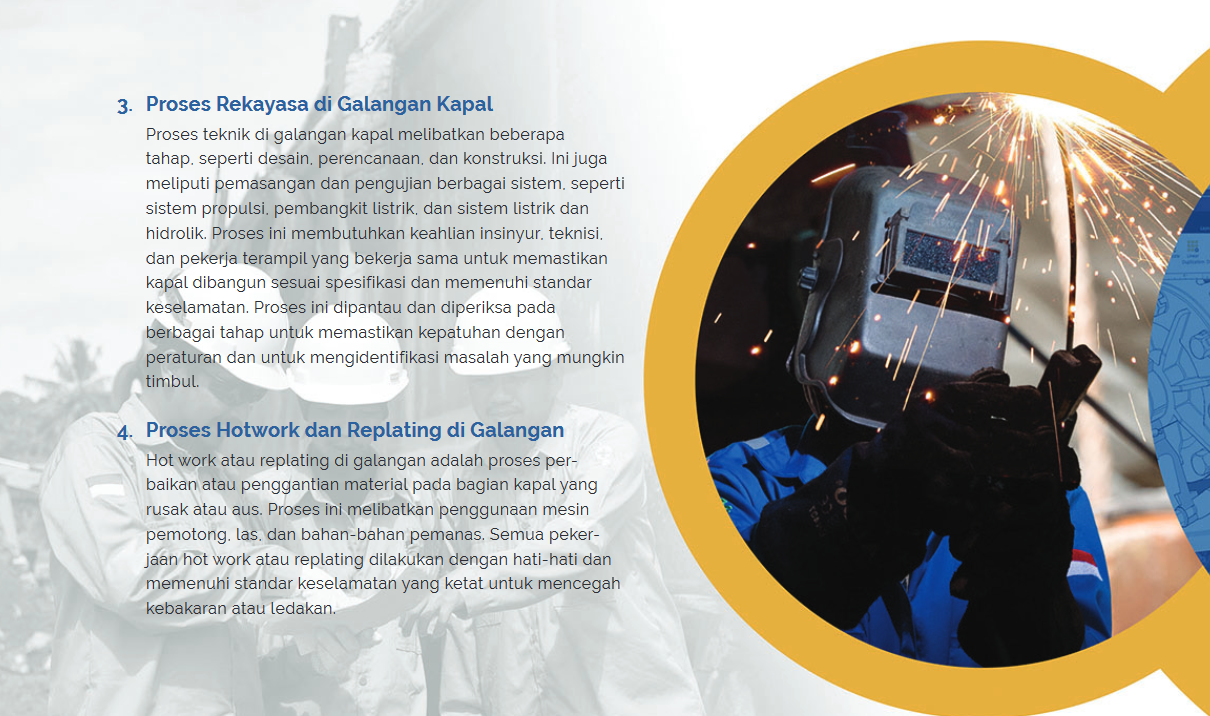 3. Proses Rekayasa di Galangan Kapal
Proses teknik di galangan kapal melibatkan beberapa
tahap, seperti desain, perencanaan, dan konstruksi. Ini juga
meliputi pemasangan dan pengujian berbagai sistem, seperti
sistem propulsi, pembangkit listrik, dan sistem listrik dan
hidrolik. Proses ini membutuhkan keahlian insinyur, teknisi,
dan pekerja terampil yang bekerja sama untuk memastikan
kapal dibangun sesuai spesifikasi dan memenuhi standar
keselamatan. Proses ini dipantau dan diperiksa pada
berbagai tahap untuk memastikan kepatuhan dengan
peraturan dan untuk mengidentifikasi masalah yang mungkin
timbul.
4. Proses Hotwork dan Replating di Galangan
Hot work atau replating di galangan adalah proses per-
baikan atau penggantian material pada bagian kapal yang
rusak atau aus. Proses ini melibatkan penggunaan mesin
pemotong, las, dan bahan-bahan pemanas. Semua peker-
jaan hot work atau replating dilakukan dengan hati-hati dan
memenuhi standar keselamatan yang ketat untuk mencegah
kebakaran atau ledakan.